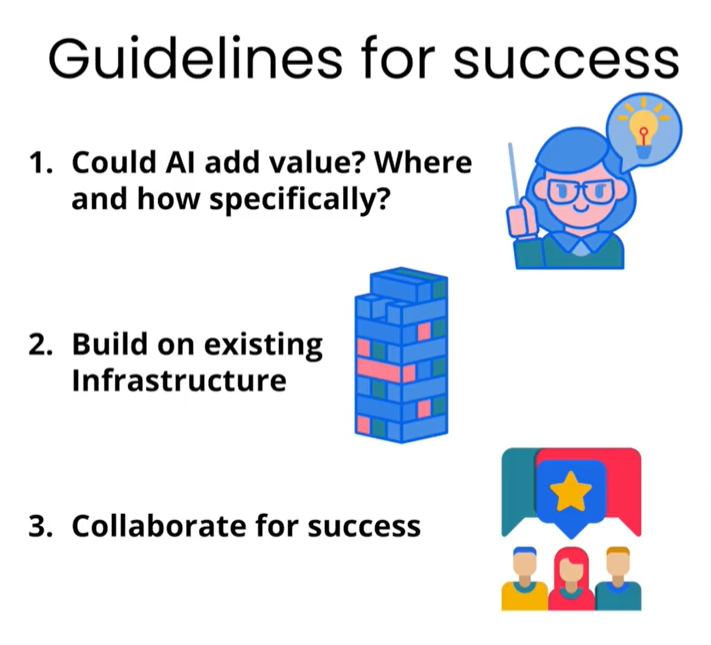 Guidelines for success
1. Could AI add value? Where
and how specifically?
2. Build on existing
Infrastructure
3. Collaborate for success